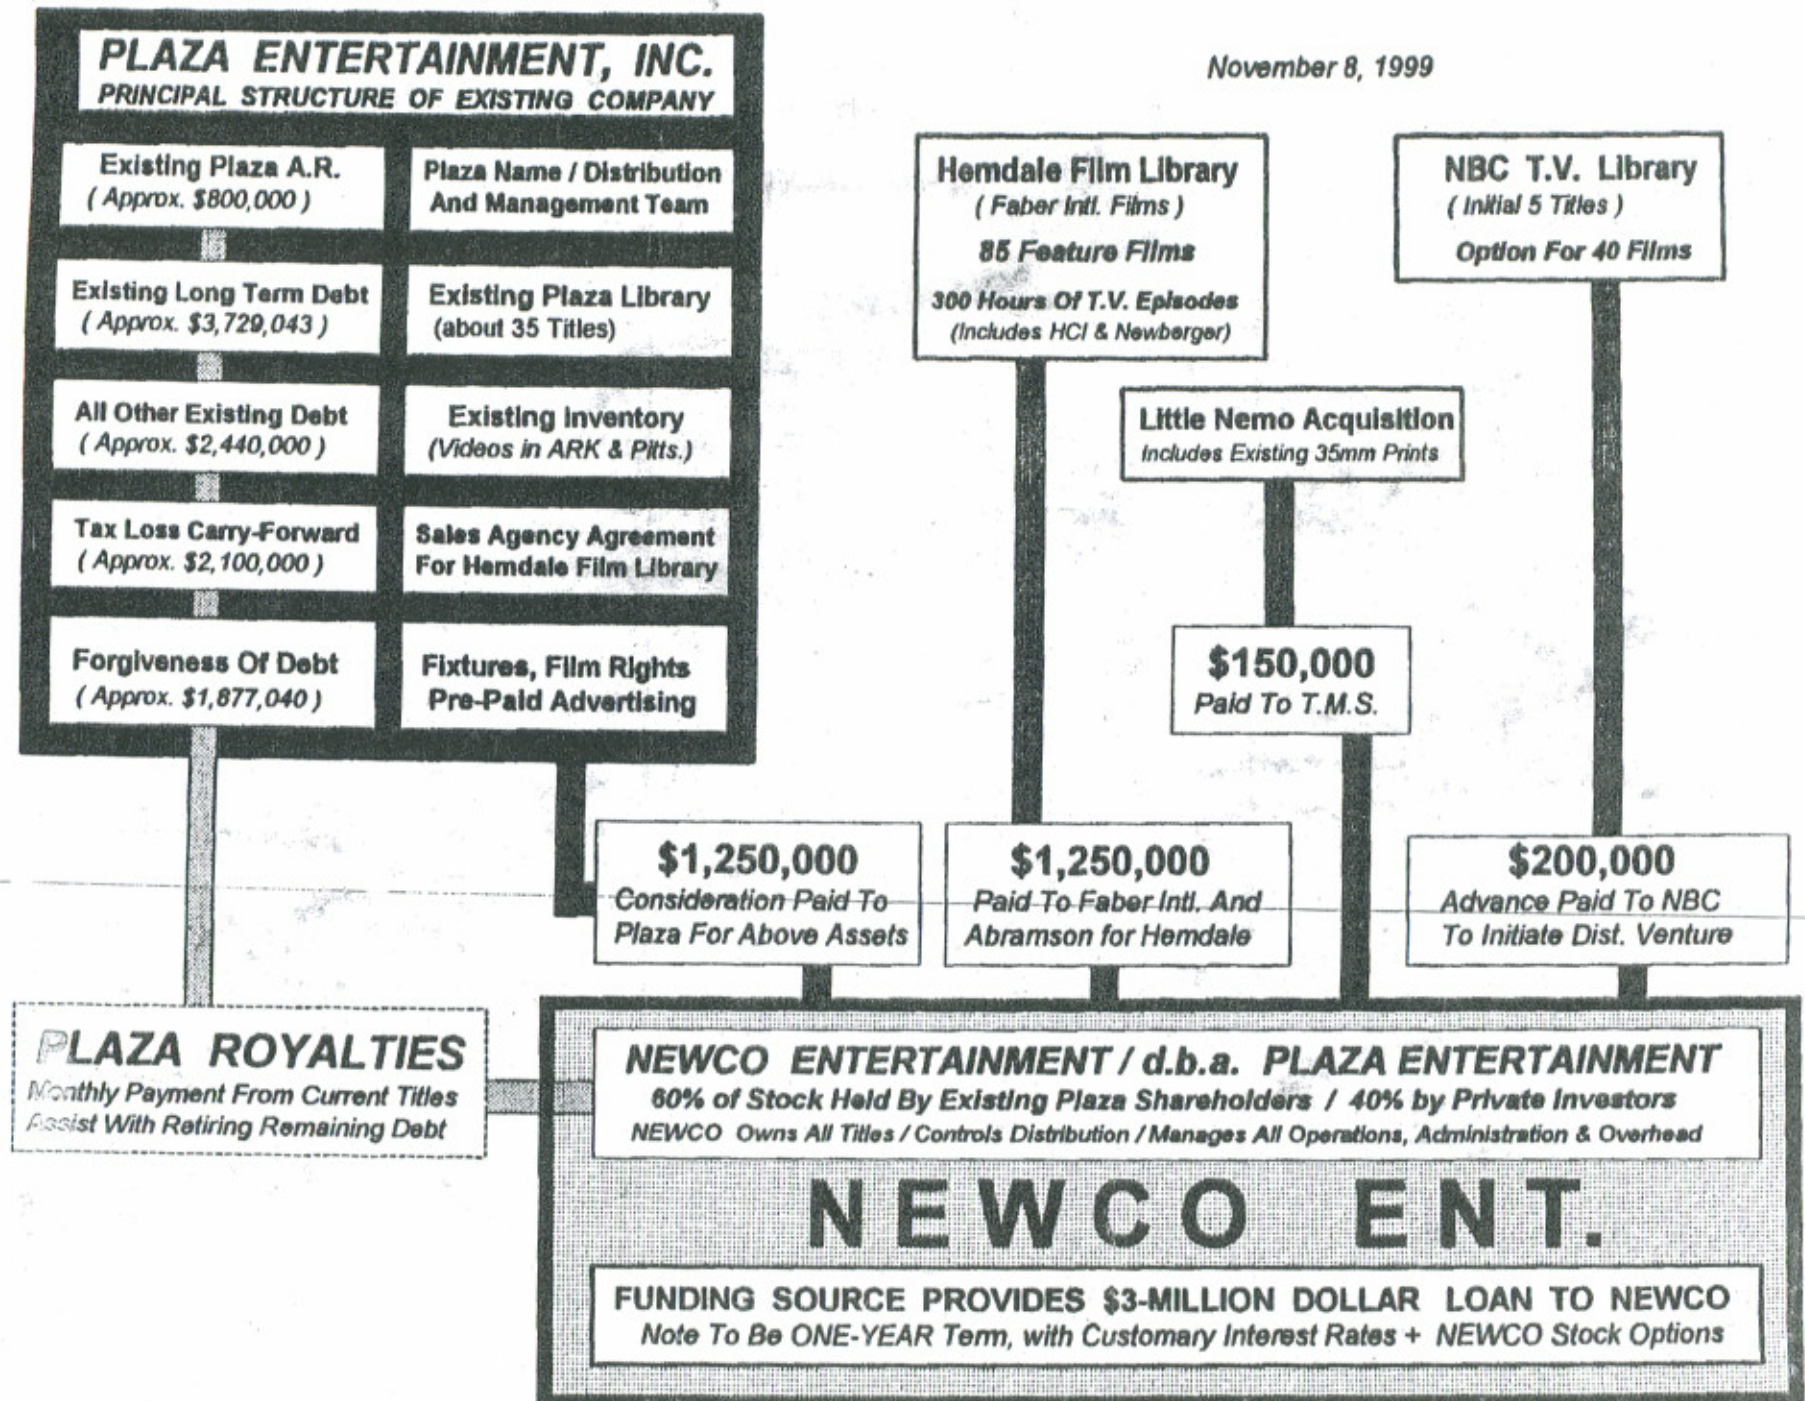 PLAZA ENTERTAINMENT, INC.
PRINCIPAL STRUCTURE OF EXISTING COMPANY
November 8, 1999
Existing Plaza A.R.
( Approx. $800,000 )
Plaza Name / Distribution
And Management Team
Existing Long Term Debt
( Approx. $3,729,043 )
Existing Plaza Library
(about 35 Titles)
All Other Existing Debt
( Approx. $2,440,000 )
Existing Inventory
(Videos in ARK & Pitts.)
Tax Loss Carry-Forward
( Approx. $2,100,000 )
Sales Agency Agreement
For Hemdale Film Library
Forgiveness Of Debt
( Approx. $1,877,040 )
Fixtures, Film Rights
Pre-Paid Advertising
Hemdale Film Library
( Faber Intl. Films )
85 Feature Films
300 Hours Of T.V. Episodes
(Includes HCI & Newberger)
NBC T.V. Library
( Initial 5 Titles )
Option For 40 Films
Little Nemo Acquisition
Includes Existing 35mm Prints
$150,000
Paid To T.M.S.
$1,250,000
Consideration Paid To
Plaza For Above Assets
$1,250,000
Paid To Faber Intl. And
Abramson for Hemdale
$200,000
Advance Paid To NBC
To Initiate Dist. Venture
PLAZA ROYALTIES
Monthly Payment From Current Titles
Assist With Retiring Remaining Debt
NEWCO ENTERTAINMENT / d.b.a. PLAZA ENTERTAINMENT
60% of Stock Held By Existing Plaza Shareholders / 40% by Private Investors
NEWCO Owns All Titles / Controls Distribution / Manages All Operations, Administration & Overhead
NEWCO ENT.
FUNDING SOURCE PROVIDES $3-MILLION DOLLAR LOAN TO NEWCO
Note To Be ONE-YEAR Term, with Customary Interest Rates + NEWCO Stock Options